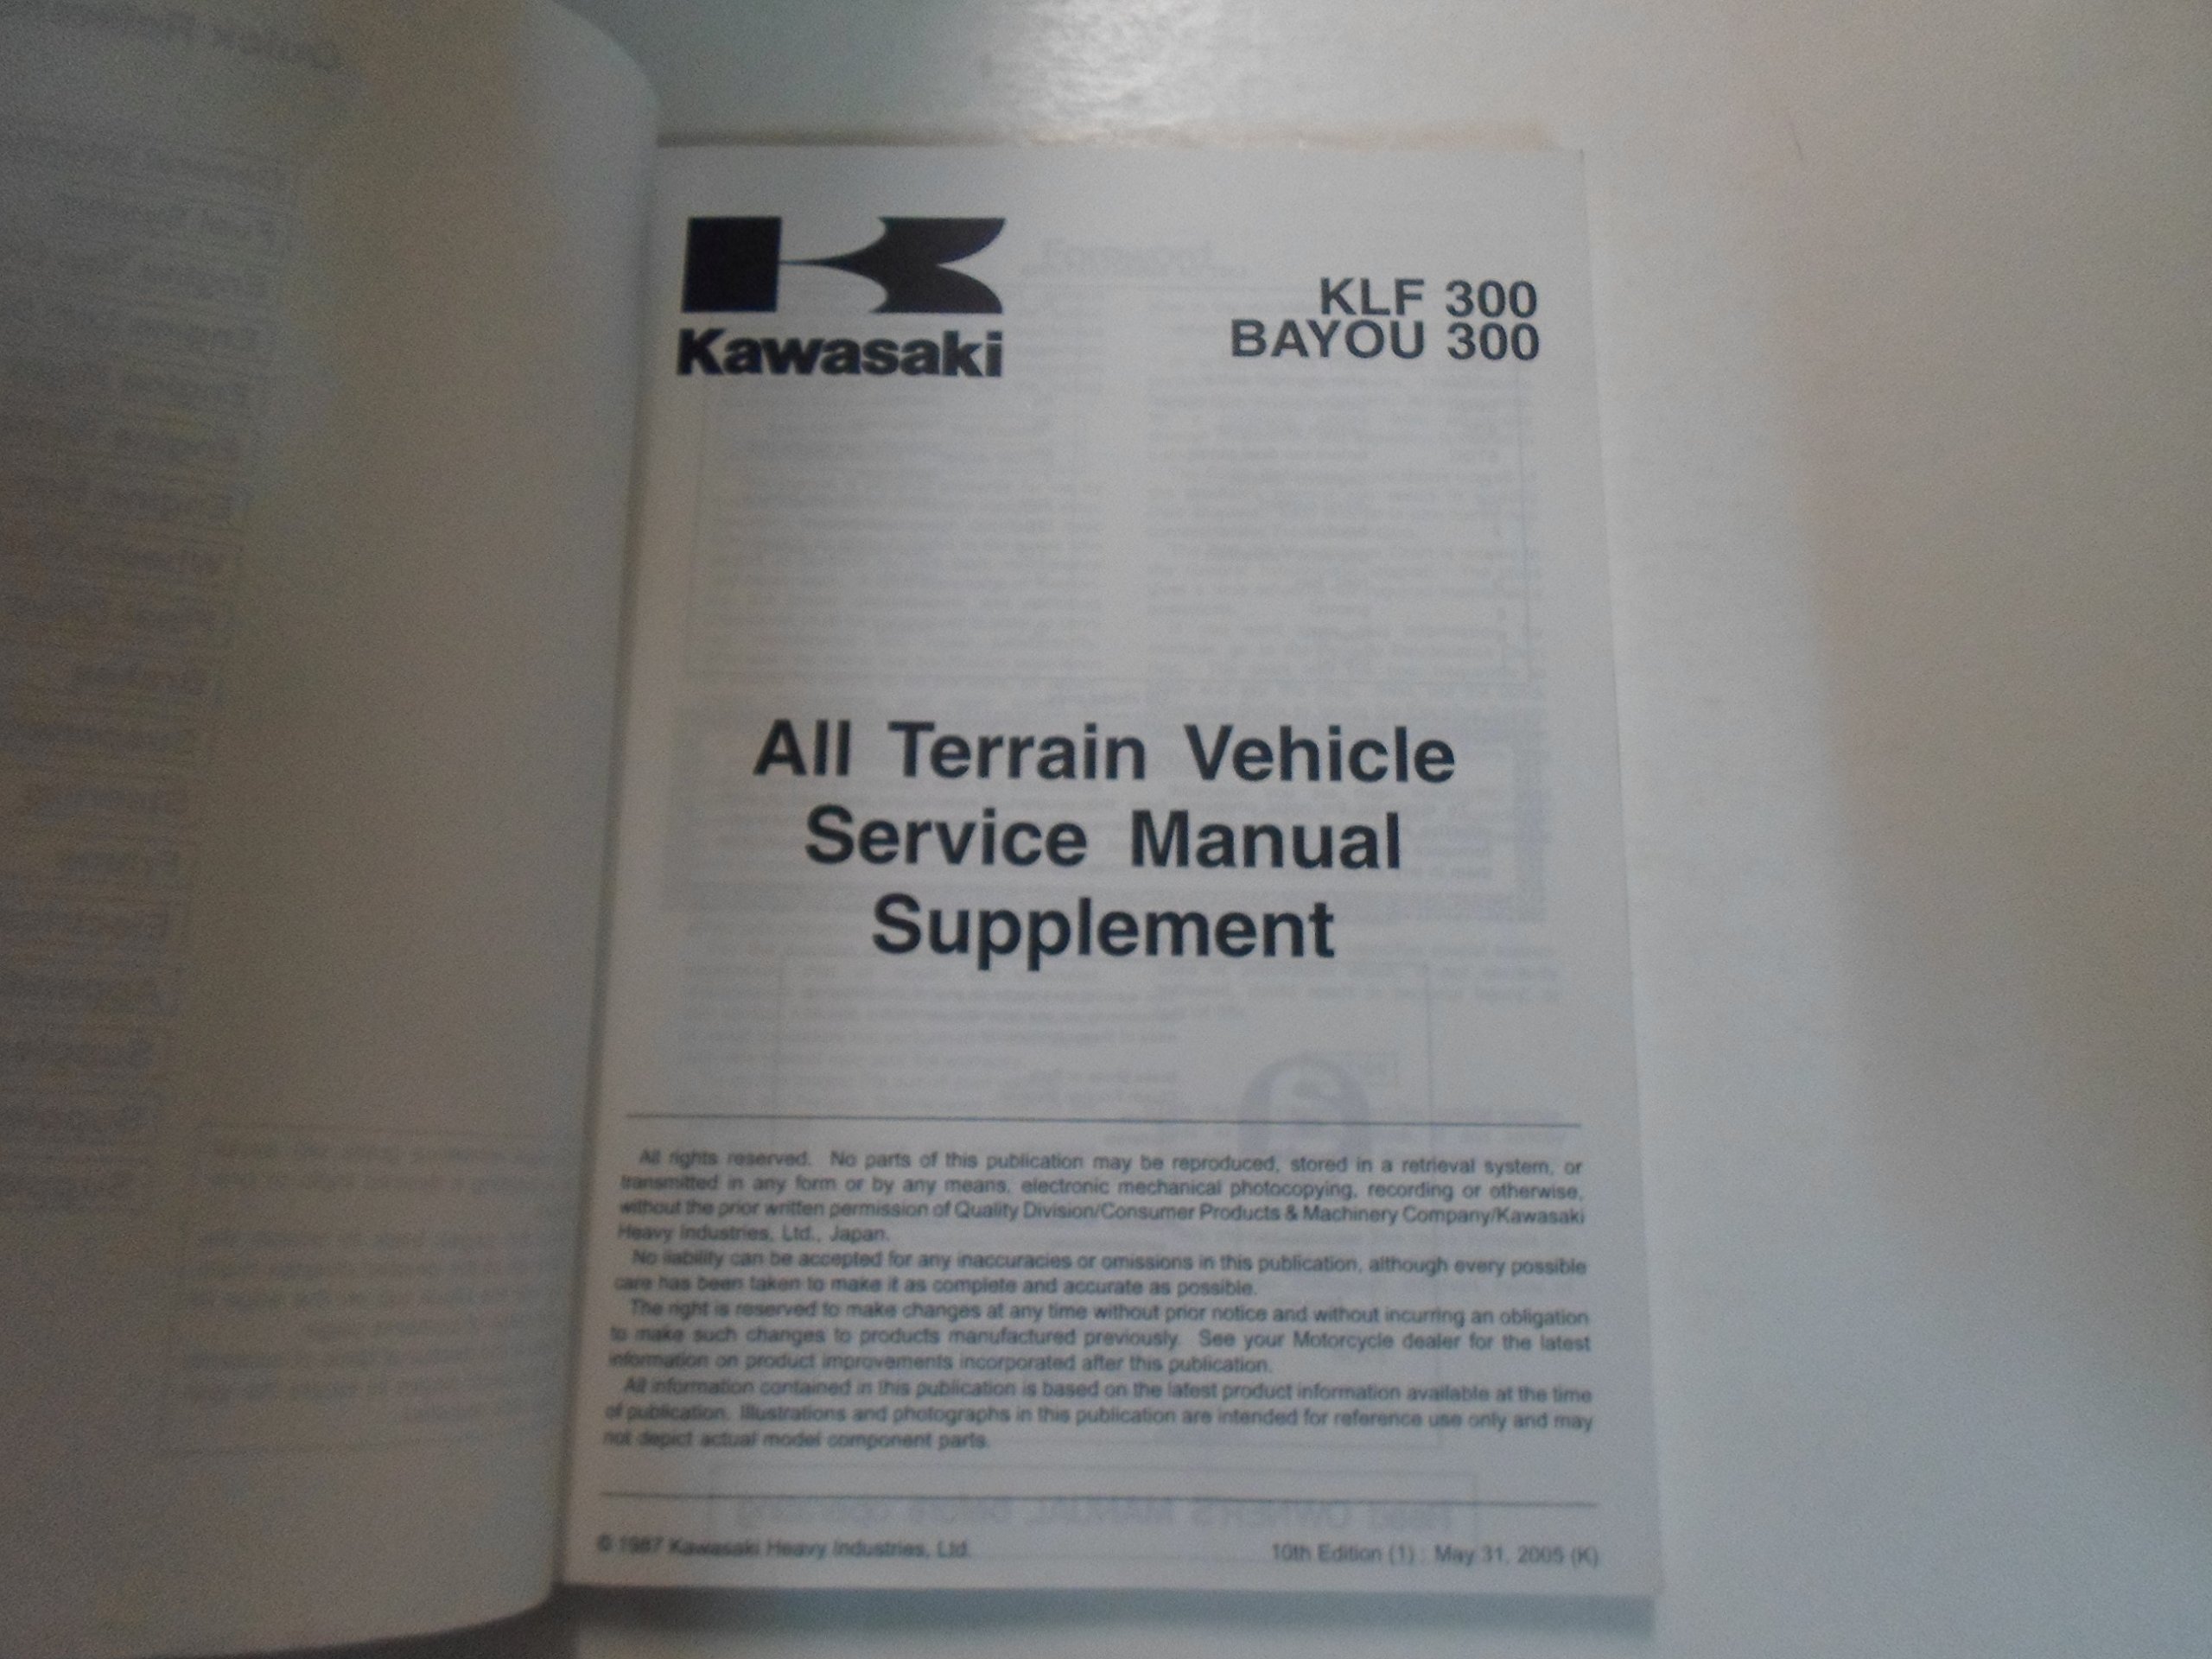 Kawasaki
KLF 300
BAYOU 300
All Terrain Vehicle
Service Manual
Supplement
All rights reserved. No parts of this publication may be reproduced, stored in a retrieval system, or
transmitted in any form or by any means, electronic mechanical photocopying, recording or otherwise,
without the prior written permission of Quality Division/Consumer Products & Machinery Company/Kawasaki
Heavy Industries, Ltd., Japan.
No liability can be accepted for any inaccuracies or omissions in this publication, although every possible
care has been taken to make it as complete and accurate as possible.
The right is reserved to make changes at any time without prior notice and without incurring an obligation
to make such changes to products manufactured previously. See your Motorcycle dealer for the latest
information on product improvements incorporated after this publication.
All information contained in this publication is based on the latest product information available at the time
of publication. Illustrations and photographs in this publication are intended for reference use only and may
not depict actual model component parts.
© 1987 Kawasaki Heavy Industries, Ltd.
10th Edition (1) : May 31, 2005 (K)